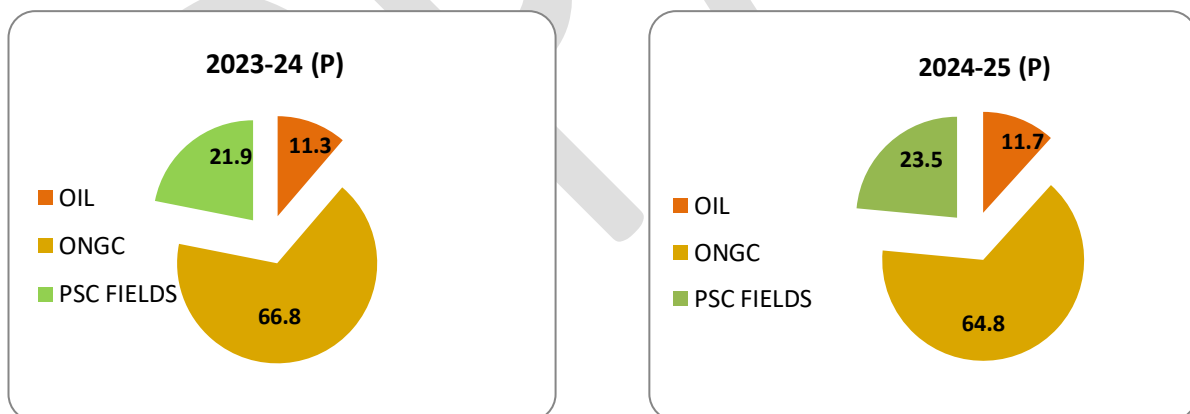 2023-24 (P)
21.9
11.3
OIL
ONGC
PSC FIELDS
66.8
2024-25 (P)
23.5
11.7
OIL
ONGC
PSC FIELDS
64.8